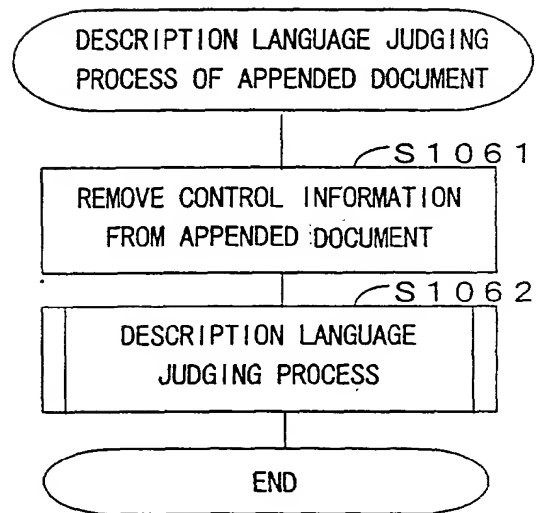 DESCRIPTION LANGUAGE JUDGING
PROCESS OF APPENDED DOCUMENT
S1061
REMOVE CONTROL INFORMATION
FROM APPENDED DOCUMENT
S1062
DESCRIPTION LANGUAGE
JUDGING PROCESS
END